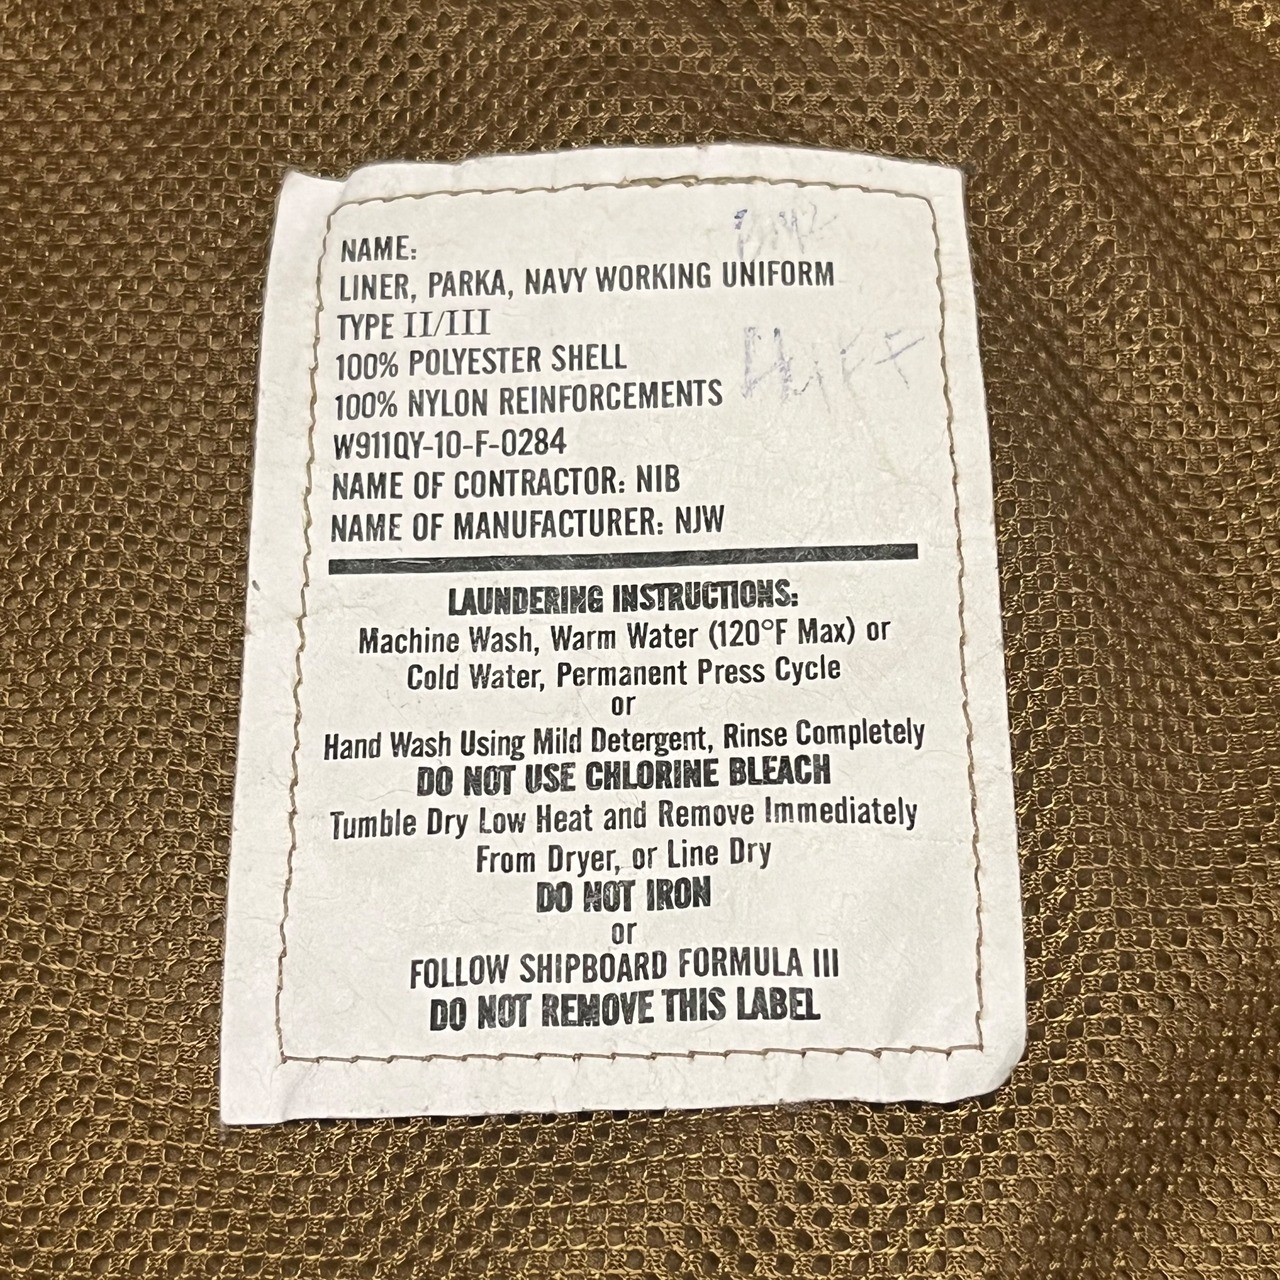 BM2
NAME:
LINER, PARKA, NAVY WORKING UNIFORM
TYPE II/III
HUFF
100% POLYESTER SHELL
100% NYLON REINFORCEMENTS
W911QY-10-F-0284
NAME OF CONTRACTOR: NIB
NAME OF MANUFACTURER: NJW
LAUNDERING INSTRUCTIONS:
Machine Wash, Warm Water (120°F Max) or
Cold Water, Permanent Press Cycle
or
Hand Wash Using Mild Detergent, Rinse Completely
DO NOT USE CHLORINE BLEACH
Tumble Dry Low Heat and Remove Immediately
From Dryer, or Line Dry
DO NOT IRON
or
FOLLOW SHIPBOARD FORMULA III
DO NOT REMOVE THIS LABEL